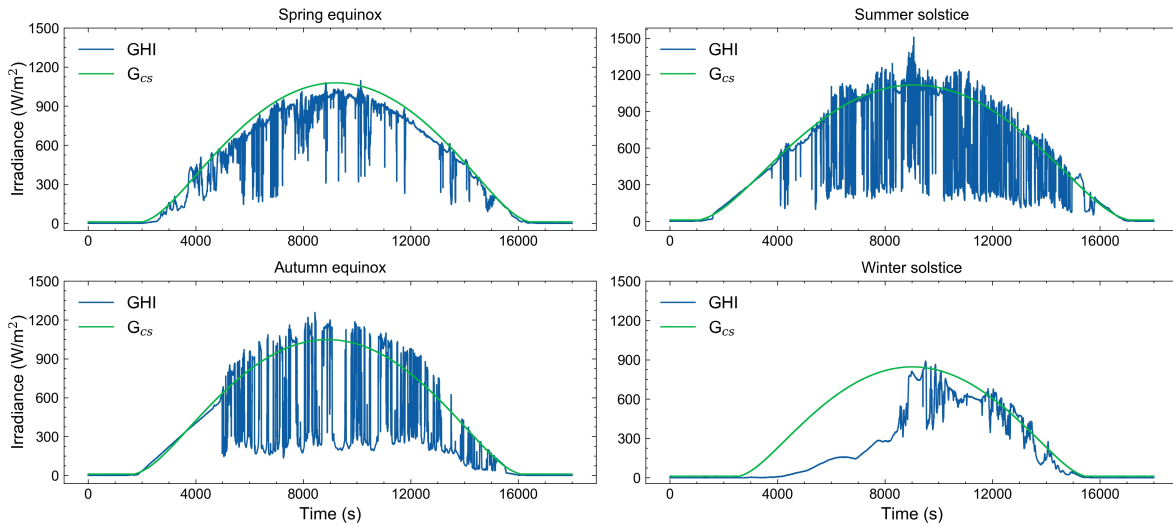 Spring equinox
Irradiance (W/m²)
1500
1200
900
600
300
0
GHI
G_cs
0 4000 8000 12000 16000
Summer solstice
1500
1200
900
600
300
0
GHI
G_cs
0 4000 8000 12000 16000
Autumn equinox
Irradiance (W/m²)
1500
1200
900
600
300
0
GHI
G_cs
0 4000 8000 12000 16000
Time (s)
Winter solstice
1500
1200
900
600
300
0
GHI
G_cs
0 4000 8000 12000 16000
Time (s)